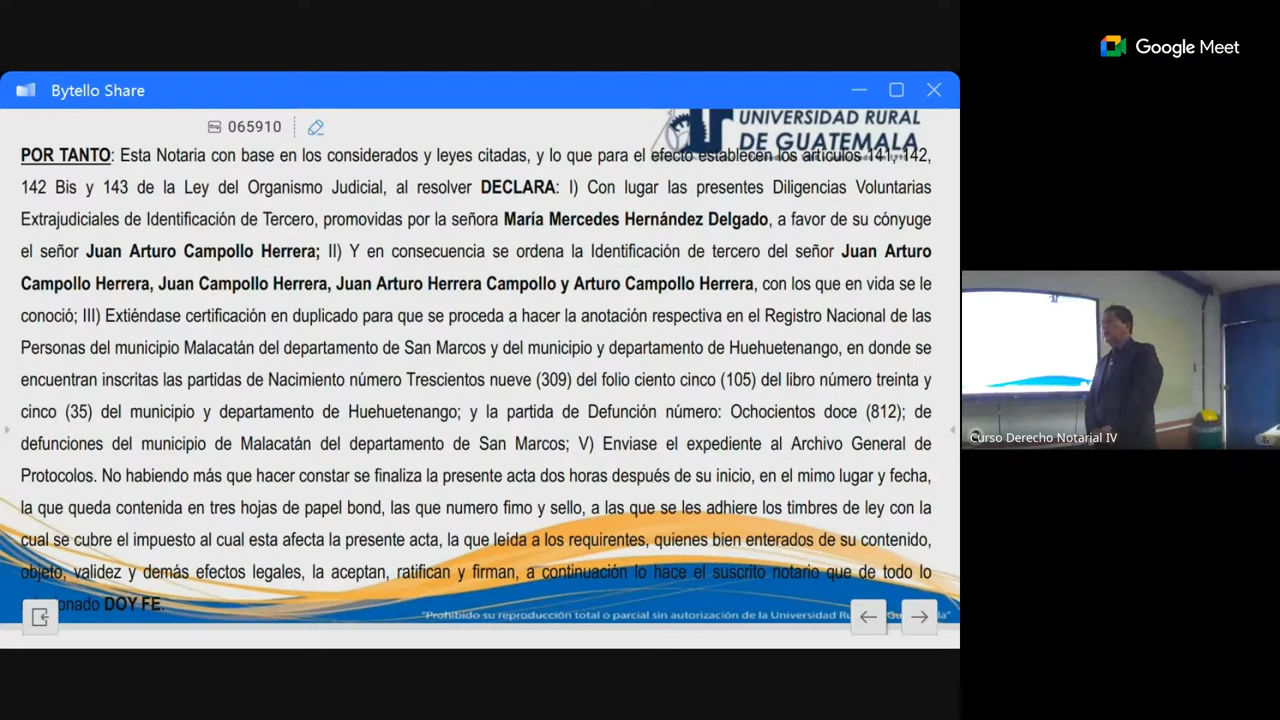 Google Meet
Bytello Share
065910
UNIVERSIDAD RURAL
DE GUATEMALA
POR TANTO: Esta Notaria con base en los considerados y leyes citadas, y lo que para el efecto establecen los artículos 141, 142,
142 Bis y 143 de la Ley del Organismo Judicial, al resolver DECLARA: I) Con lugar las presentes Diligencias Voluntarias
Extrajudiciales de Identificación de Tercero, promovidas por la señora María Mercedes Hernández Delgado, a favor de su cónyuge
el señor Juan Arturo Campollo Herrera; II) Y en consecuencia se ordena la Identificación de tercero del señor Juan Arturo
Campollo Herrera, Juan Campollo Herrera, Juan Arturo Herrera Campollo y Arturo Campollo Herrera, con los que en vida se le
conoció; III) Extiéndase certificación en duplicado para que se proceda a hacer la anotación respectiva en el Registro Nacional de las
Personas del municipio Malacatán del departamento de San Marcos y del municipio y departamento de Huehuetenango, en donde se
encuentran inscritas las partidas de Nacimiento número Trescientos nueve (309) del folio ciento cinco (105) del libro número treinta y
cinco (35) del municipio y departamento de Huehuetenango; y la partida de Defunción número: Ochocientos doce (812); de
defunciones del municipio de Malacatán del departamento de San Marcos; V) Enviase el expediente al Archivo General de
Protocolos. No habiendo más que hacer constar se finaliza la presente acta dos horas después de su inicio, en el mimo lugar y fecha,
la que queda contenida en tres hojas de papel bond, las que numero fimo y sello, a las que se les adhiere los timbres de ley con la
cual se cubre el impuesto al cual esta afecta la presente acta, la que leída a los requirentes, quienes bien enterados de su contenido,
objeto, validez y demás efectos legales, la aceptan, ratifican y firman, a continuación lo hace el suscrito notario que de todo lo
DOY FE.
"Prohibido su reproducción total o parcial sin autorización de la Universidad
Curso Derecho Notarial IV